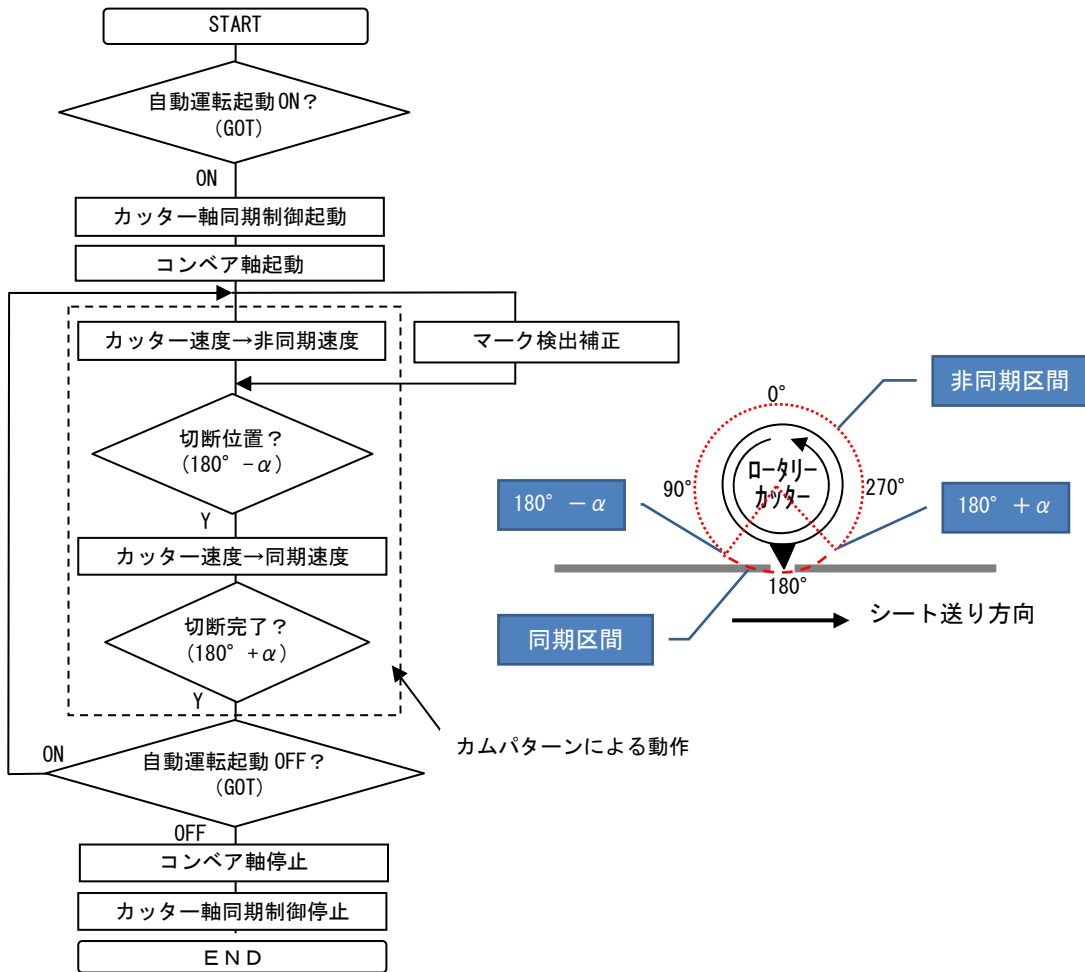 START
自動運転起動ON?
(GOT)
ON
カッター軸同期制御起動
コンベア軸起動
カッター速度→非同期速度
マーク検出補正
切断位置?
(180°-α)
Y
カッター速度→同期速度
切断完了?
(180°+α)
Y
カムパターンによる動作
ON
自動運転起動OFF?
(GOT)
OFF
コンベア軸停止
カッター軸同期制御停止
END
非同期区間
0°
ロータリー
カッター
90°
270°
180°-α
180°+α
180°
同期区間
シート送り方向